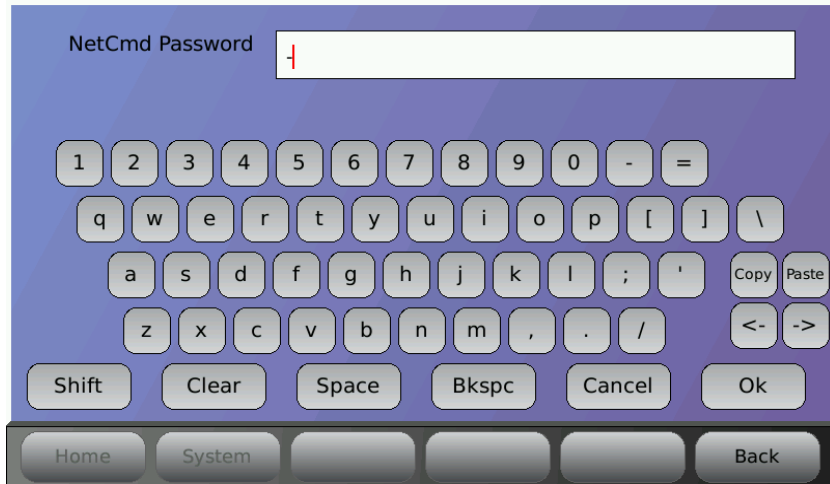 NetCmd Password -
1 2 3 4 5 6 7 8 9 0 - =
q w e r t y u i o p [ ] \
a s d f g h j k l ; ' Copy Paste
z x c v b n m , . / <- ->
Shift Clear Space Bkspc Cancel Ok
Home System Back